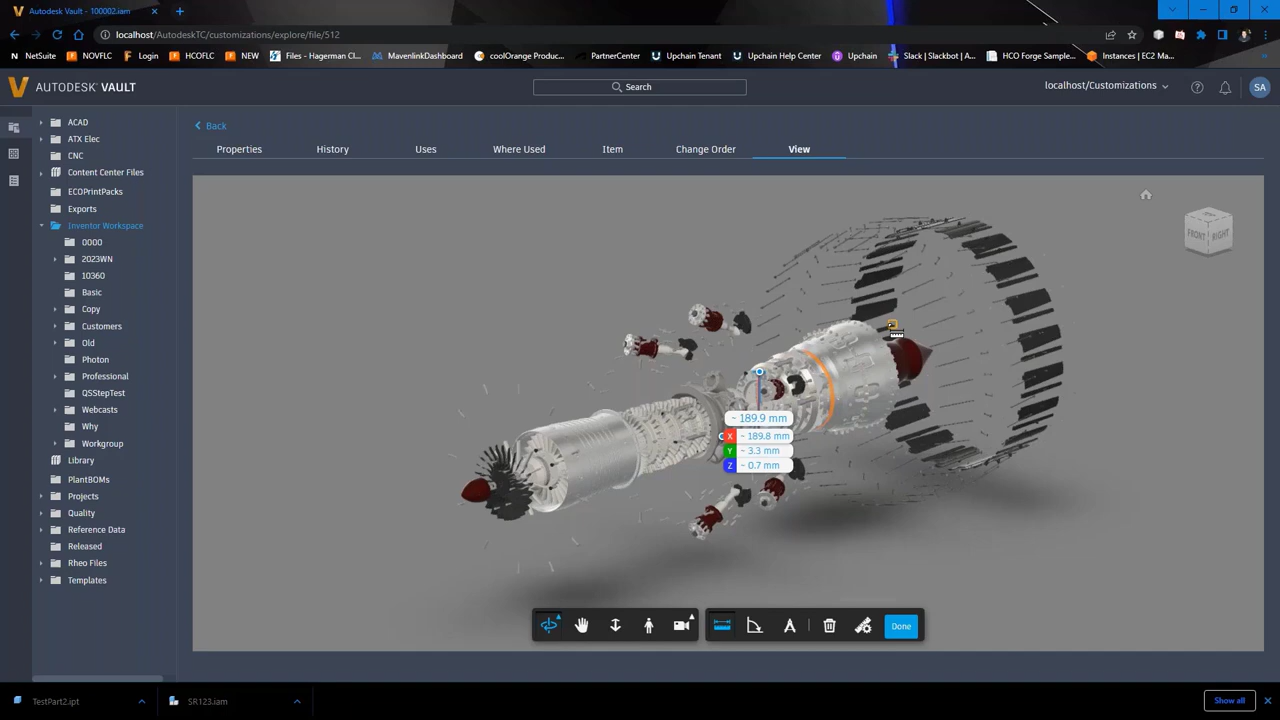 Autodesk Vault - 100002.iam
localhost/AutodeskTC/customizations/explore/file/512
NetSuite
NOVFLC
Login
HCOFLC
NEW
Files - Hagerman Cl...
MavenlinkDashboard
coolOrange Produc...
PartnerCenter
Upchain Tenant
Upchain Help Center
Upchain
Slack | Slackbot | A...
HCO Forge Sample...
Instances | EC2 Ma...
AUTODESK VAULT
Search
localhost/Customizations
SA
ACAD
ATX Elec
CNC
Content Center Files
ECOPrintPacks
Exports
Inventor Workspace
0000
2023WN
10360
Basic
Copy
Customers
Old
Photon
Professional
QSStepTest
Webcasts
Why
Workgroup
Library
PlantBOMs
Projects
Quality
Reference Data
Released
Rheo Files
Templates
Back
Properties
History
Uses
Where Used
Item
Change Order
View
FRONT
RIGHT
~ 189.9 mm
X ~ 189.8 mm
Y ~ 3.3 mm
Z ~ 0.7 mm
Done
TestPart2.ipt
SR123.iam
Show all